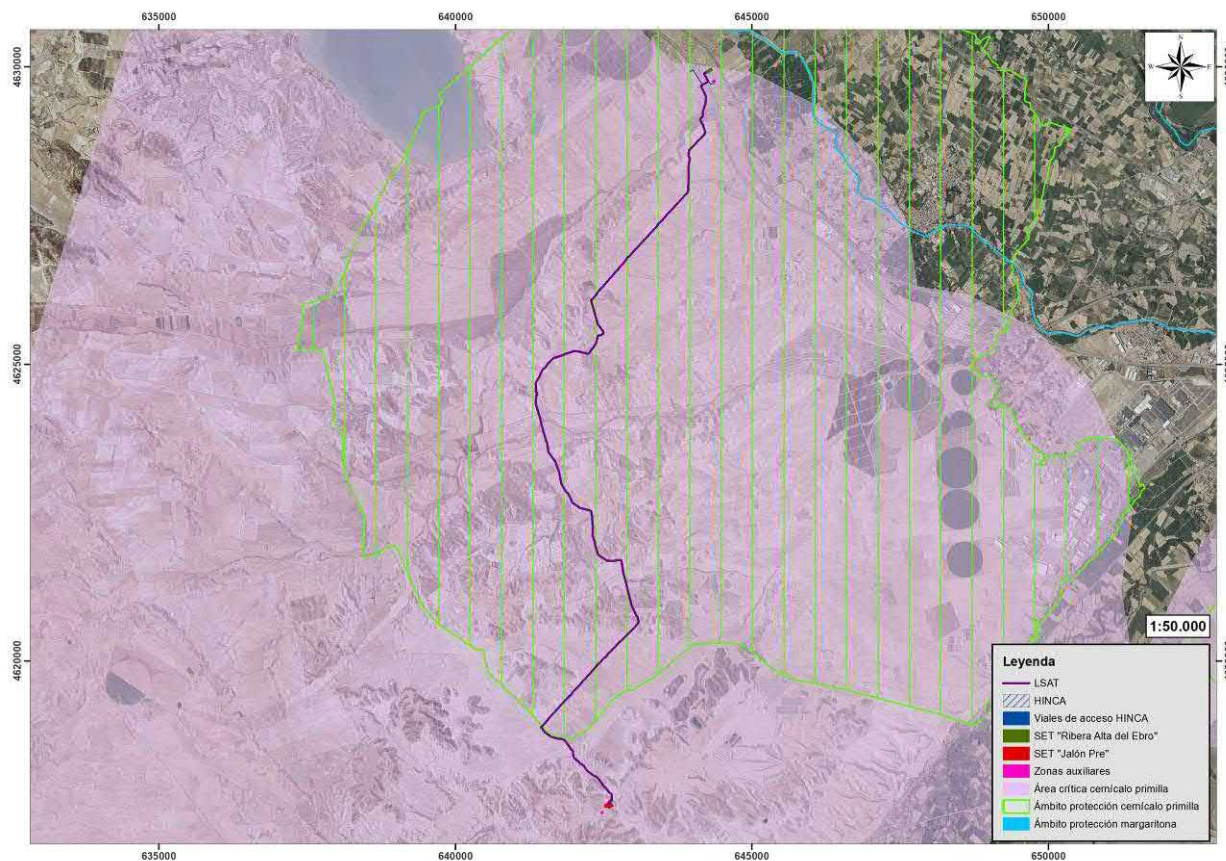 635000
640000
645000
650000
N
W
S
4630000
4625000
4620000
1:50.000
Leyenda
LSAT
HINCA
Viales de acceso HINCA
SET "Ribera Alta del Ebro"
SET "Jalón Pre"
Zonas auxiliares
Área crítica cernícalo primilla
Ámbito protección cernícalo primilla
Ámbito protección margaritona
635000
640000
645000
650000